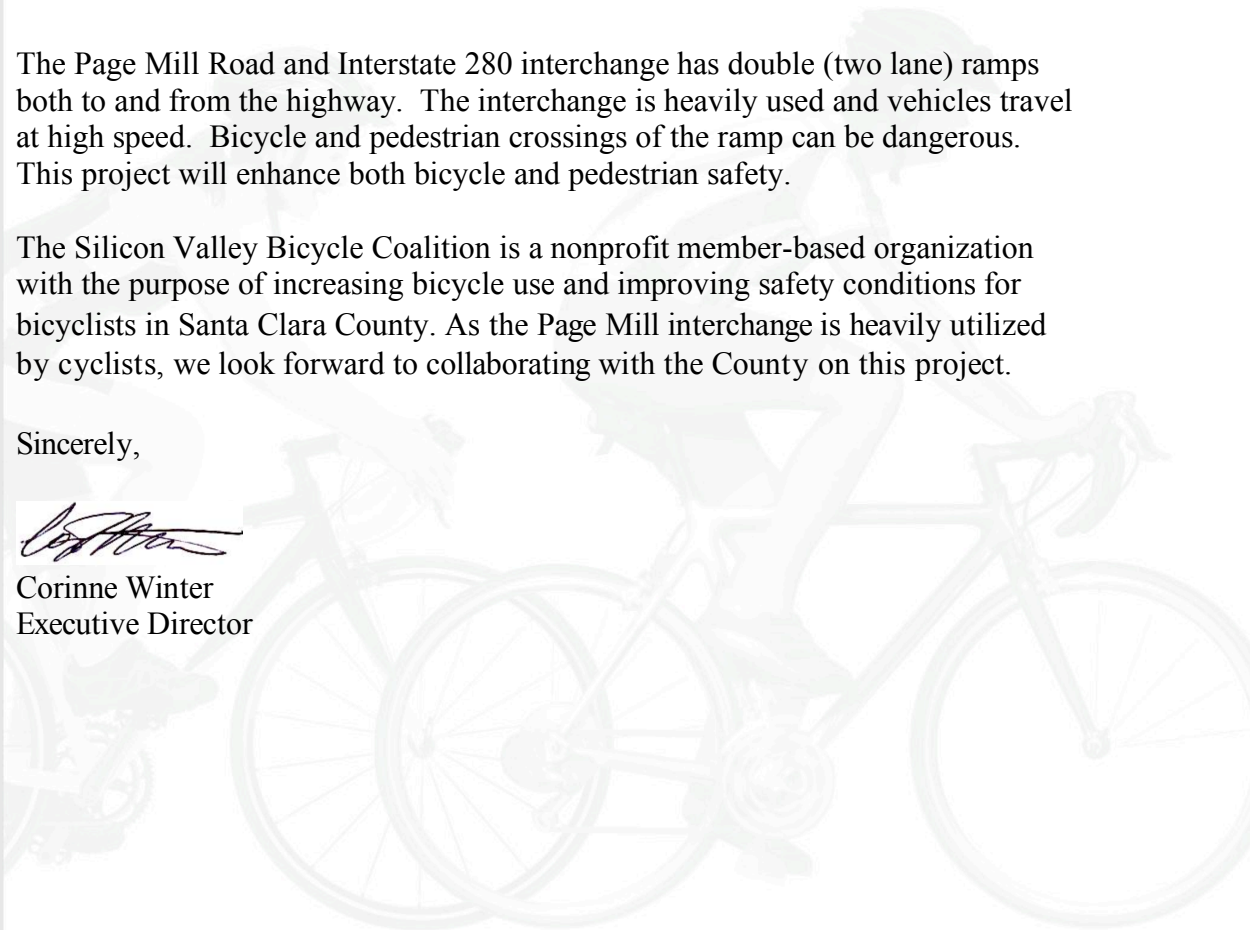 The Page Mill Road and Interstate 280 interchange has double (two lane) ramps
both to and from the highway.  The interchange is heavily used and vehicles travel
at high speed.  Bicycle and pedestrian crossings of the ramp can be dangerous.
This project will enhance both bicycle and pedestrian safety.
The Silicon Valley Bicycle Coalition is a nonprofit member-based organization
with the purpose of increasing bicycle use and improving safety conditions for
bicyclists in Santa Clara County. As the Page Mill interchange is heavily utilized
by cyclists, we look forward to collaborating with the County on this project.
Sincerely,
Corinne Winter
Executive Director